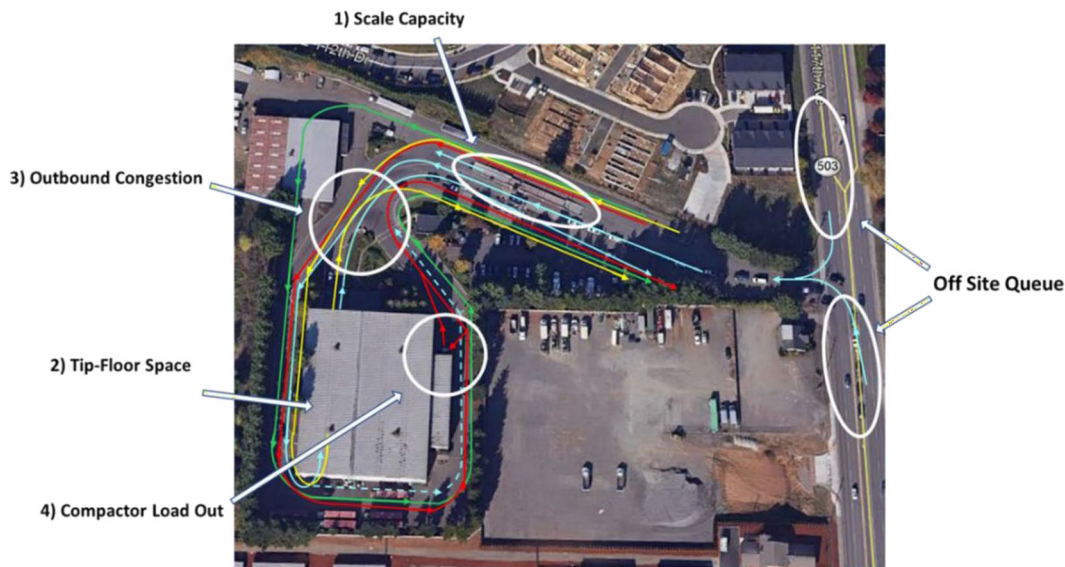 1) Scale Capacity
503
3) Outbound Congestion
Off Site Queue
2) Tip-Floor Space
4) Compactor Load Out